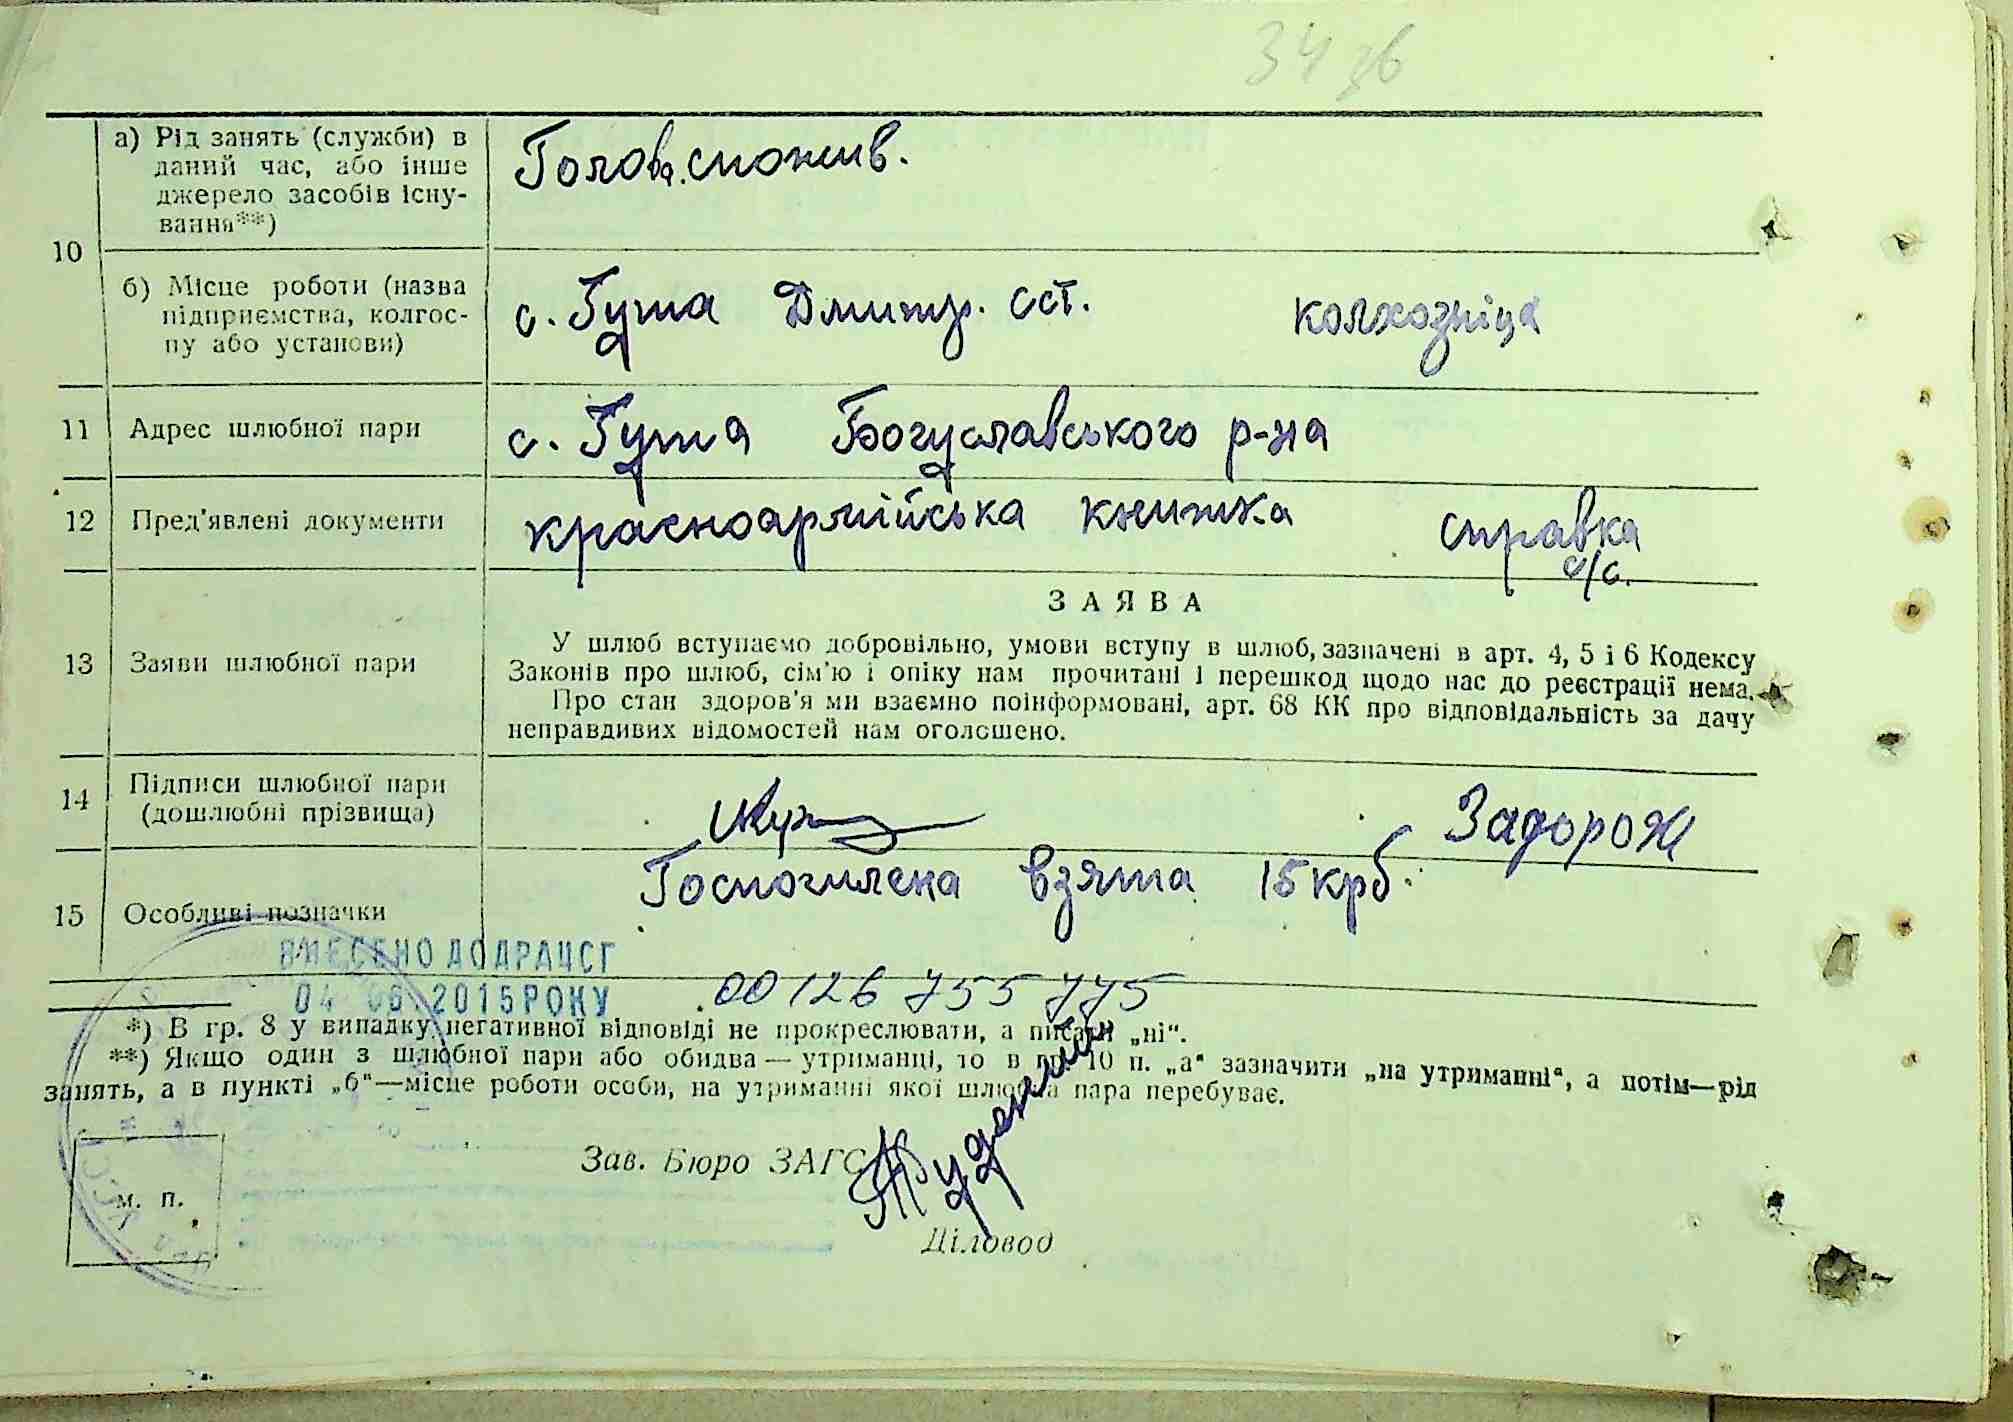 34 зв
10
а) Рід занять (служби) в
даний час, або інше
джерело засобів існу-
вання**)
Голова спожив.
б) Місце роботи (назва
підприємства, колгос-
пу або установи)
с. Гута Дмитр. сст. колхозніца
11 Адрес шлюбної пари с. Гута Богуславського р-на
12 Пред'явлені документи красноармійська книжка справка
с/с.
ЗАЯВА
13 Заяви шлюбної пари
У шлюб вступаємо добровільно, умови вступу в шлюб, зазначені в арт. 4, 5 і 6 Кодексу
Законів про шлюб, сім'ю і опіку нам прочитані і перешкод щодо нас до реєстрації нема.
Про стан здоров'я ми взаємно поінформовані, арт. 68 КК про відповідальність за дачу
неправдивих відомостей нам оголошено.
14 Підписи шлюбної пари
(дошлюбні прізвища)
Задорож
15 Особливі позначки
Госпошлена взята 15 крб.
ВНЕСЕНО ДО ДРАЦСГ
04 06. 2015 РОКУ
00126755775
*) В гр. 8 у випадку негативної відповіді не прокреслювати, а писати „ні“.
**) Якщо один з шлюбної пари або обидва — утриманці, то в гр. 10 п. „а“ зазначити „на утриманні“, а потім—рід
занять, а в пункті „б“—місце роботи особи, на утриманні якої шлюбна пара перебуває.
Зав. Бюро ЗАГС
м. п.
Діловод